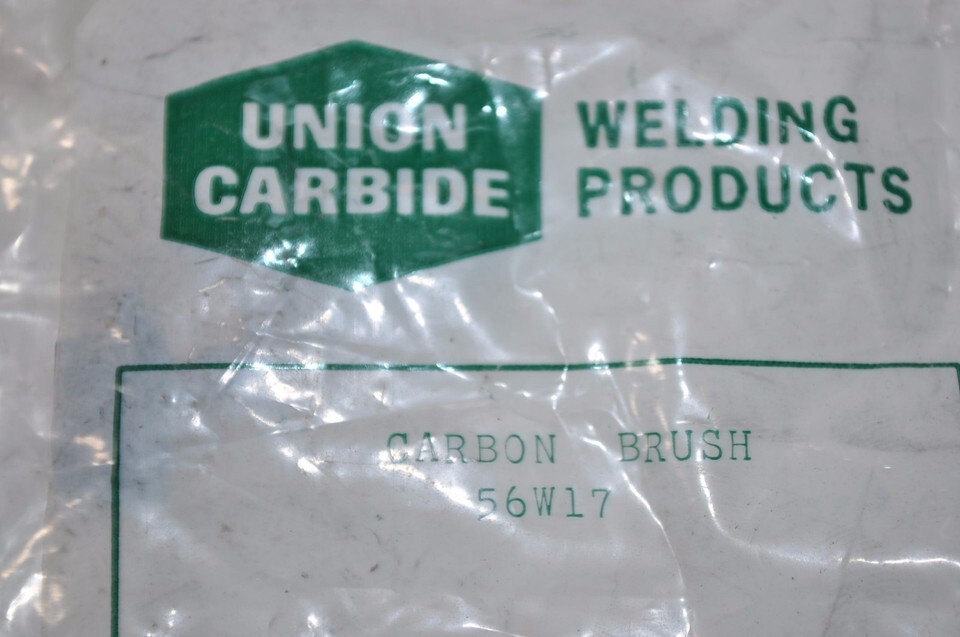 UNION
CARBIDE
WELDING
PRODUCTS
CARBON BRUSH
56W17